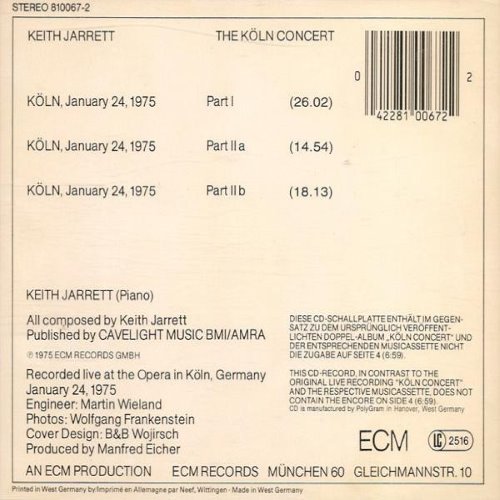 STEREO 810067-2
KEITH JARRETT THE KÖLN CONCERT
0 42281 00672 2
KÖLN, January 24, 1975 Part I (26.02)
KÖLN, January 24, 1975 Part II a (14.54)
KÖLN, January 24, 1975 Part II b (18.13)
KEITH JARRETT (Piano)
All composed by Keith Jarrett
Published by CAVELIGHT MUSIC BMI/AMRA
℗ 1975 ECM RECORDS GMBH
Recorded live at the Opera in Köln, Germany
January 24, 1975
Engineer: Martin Wieland
Photos: Wolfgang Frankenstein
Cover Design: B&B Wojirsch
Produced by Manfred Eicher
DIESE CD-SCHALLPLATTE ENTHÄLT IM GEGEN-
SATZ ZU DEM URSPRÜNGLICH VERÖFFENT-
LICHTEN DOPPEL-ALBUM „KÖLN CONCERT" UND
DER ENTSPRECHENDEN MUSICASSETTE NICHT
DIE ZUGABE AUF SEITE 4 (6:59).
THIS CD-RECORD, IN CONTRAST TO THE
ORIGINAL LIVE RECORDING "KÖLN CONCERT"
AND THE RESPECTIVE MUSICASSETTE, DOES NOT
CONTAIN THE ENCORE ON SIDE 4 (6:59).
CD is manufactured by PolyGram in Hanover, West Germany
ECM LC 2516
AN ECM PRODUCTION ECM RECORDS MÜNCHEN 60 GLEICHMANNSTR. 10
Printed in West Germany by/Imprimé en Allemagne par Neef, Wittingen - Made in West Germany